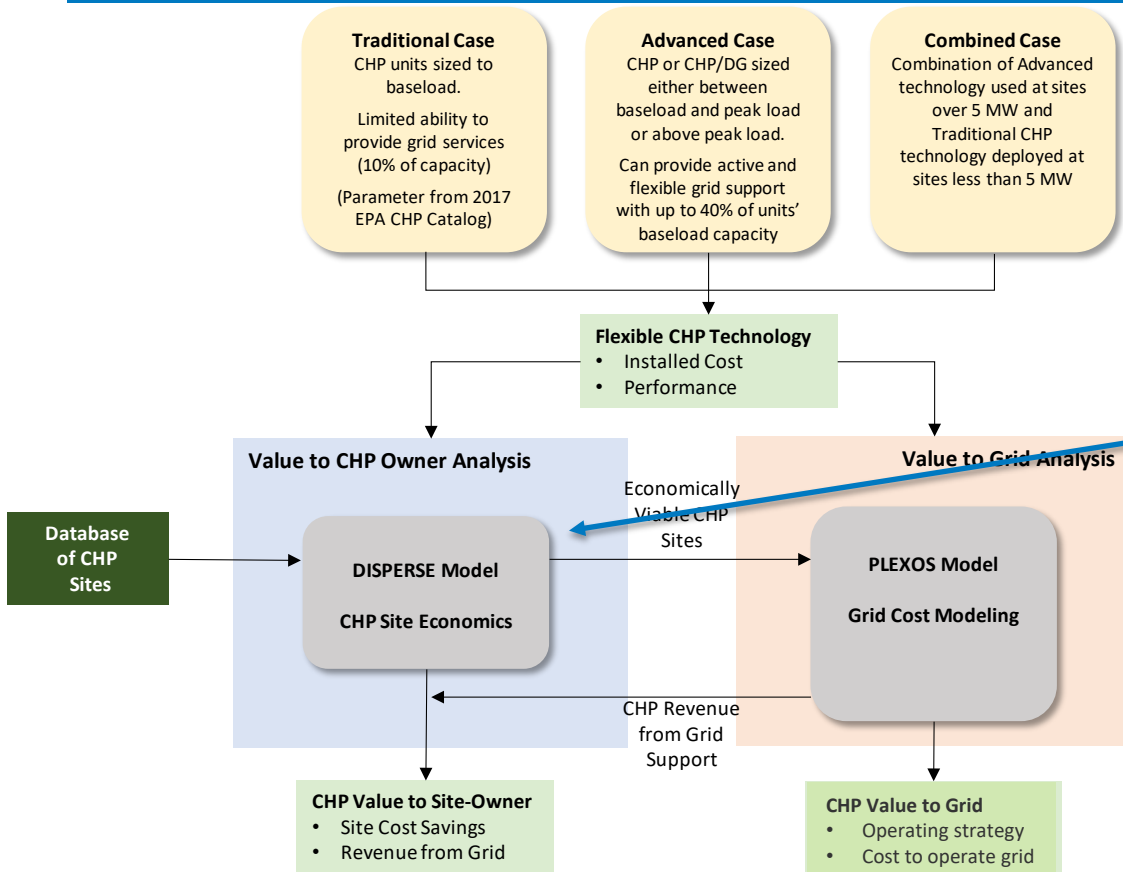 Traditional Case
CHP units sized to
baseload.
Limited ability to
provide grid services
(10% of capacity)
(Parameter from 2017
EPA CHP Catalog)
Advanced Case
CHP or CHP/DG sized
either between
baseload and peak load
or above peak load.
Can provide active and
flexible grid support
with up to 40% of units’
baseload capacity
Combined Case
Combination of Advanced
technology used at sites
over 5 MW and
Traditional CHP
technology deployed at
sites less than 5 MW
Flexible CHP Technology
• Installed Cost
• Performance
Value to CHP Owner Analysis
Value to Grid Analysis
Economically
Viable CHP
Sites
Database
of CHP
Sites
DISPERSE Model
CHP Site Economics
PLEXOS Model
Grid Cost Modeling
CHP Revenue
from Grid
Support
CHP Value to Site-Owner
• Site Cost Savings
• Revenue from Grid
CHP Value to Grid
• Operating strategy
• Cost to operate grid